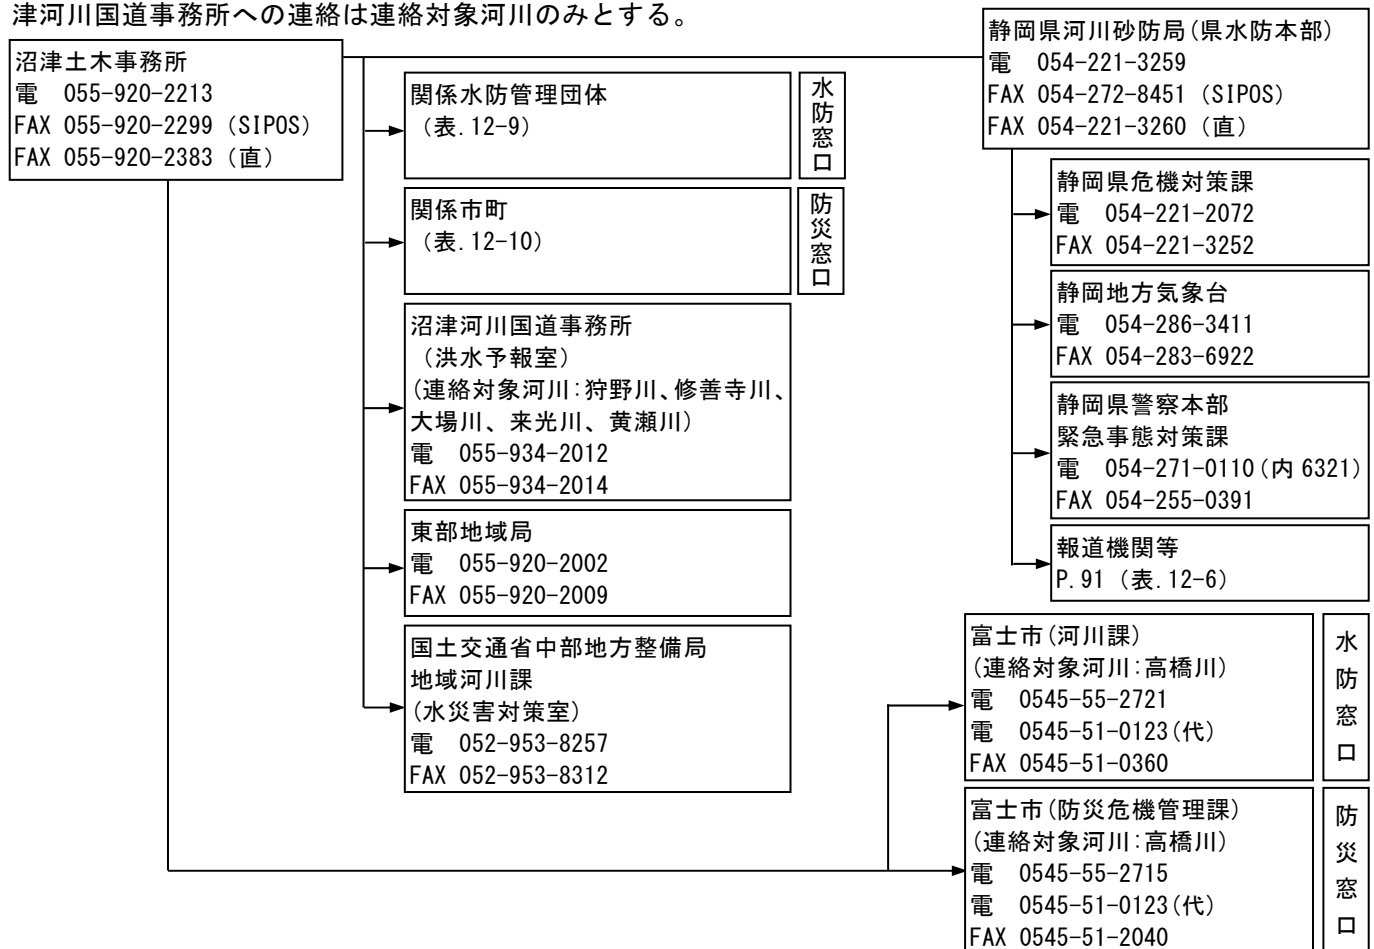 津河川国道事務所への連絡は連絡対象河川のみとする。
沼津土木事務所
電　055-920-2213
FAX 055-920-2299（SIPOS）
FAX 055-920-2383（直）
関係水防管理団体
（表.12-9）
水防窓口
関係市町
（表.12-10）
防災窓口
沼津河川国道事務所
（洪水予報室）
(連絡対象河川:狩野川、修善寺川、
大場川、来光川、黄瀬川)
電　055-934-2012
FAX 055-934-2014
東部地域局
電　055-920-2002
FAX 055-920-2009
国土交通省中部地方整備局
地域河川課
(水災害対策室)
電　052-953-8257
FAX 052-953-8312
静岡県河川砂防局(県水防本部)
電　054-221-3259
FAX 054-272-8451（SIPOS）
FAX 054-221-3260（直）
静岡県危機対策課
電　054-221-2072
FAX 054-221-3252
静岡地方気象台
電　054-286-3411
FAX 054-283-6922
静岡県警察本部
緊急事態対策課
電　054-271-0110(内 6321)
FAX 054-255-0391
報道機関等
P.91（表.12-6）
富士市(河川課)
(連絡対象河川:高橋川)
電　0545-55-2721
電　0545-51-0123(代)
FAX 0545-51-0360
水防窓口
富士市(防災危機管理課)
(連絡対象河川:高橋川)
電　0545-55-2715
電　0545-51-0123(代)
FAX 0545-51-2040
防災窓口